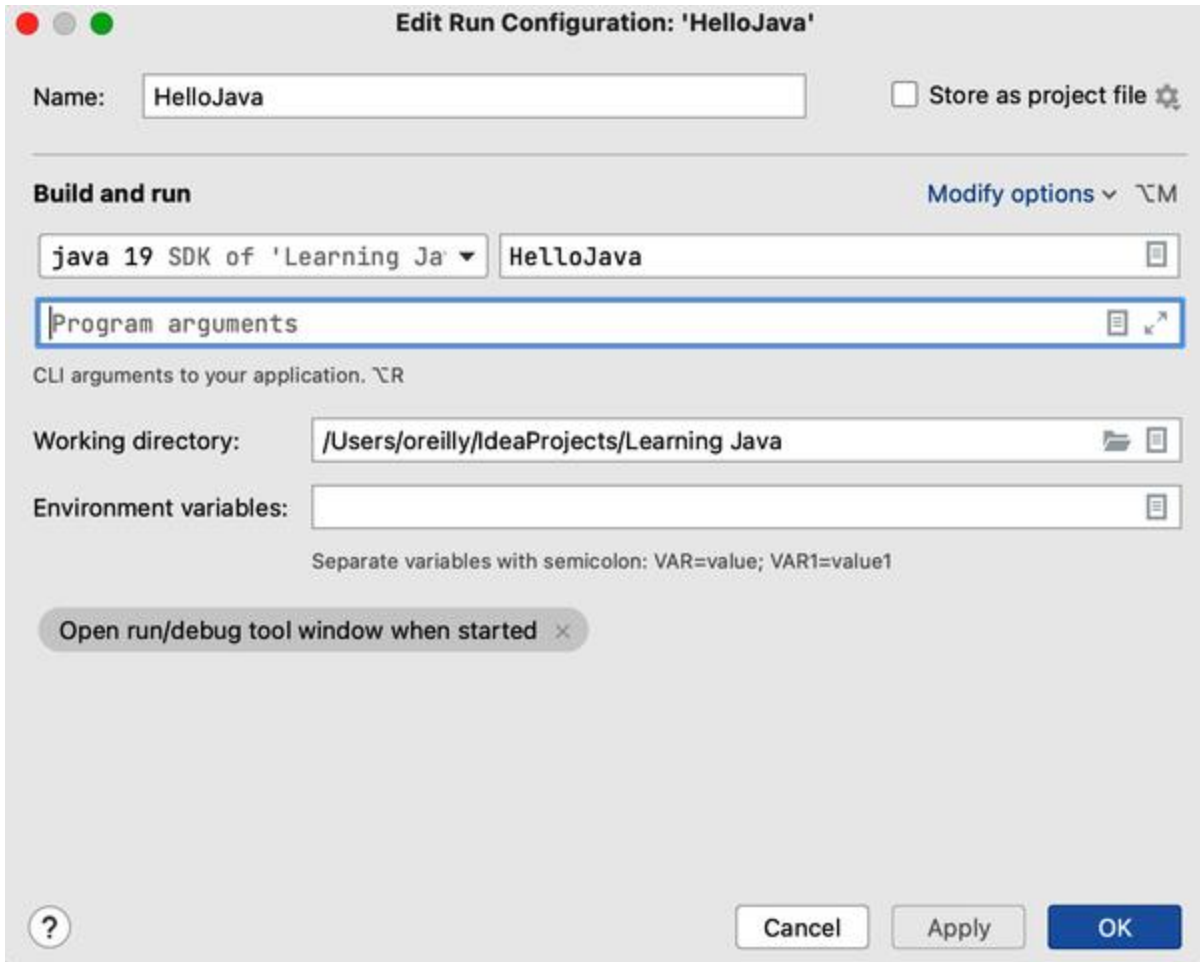 Edit Run Configuration: 'HelloJava'
Name: HelloJava Store as project file
Build and run Modify options ⌥M
java 19 SDK of 'Learning Ja HelloJava
Program arguments
CLI arguments to your application. ⌥R
Working directory: /Users/oreilly/IdeaProjects/Learning Java
Environment variables:
Separate variables with semicolon: VAR=value; VAR1=value1
Open run/debug tool window when started ×
? Cancel Apply OK